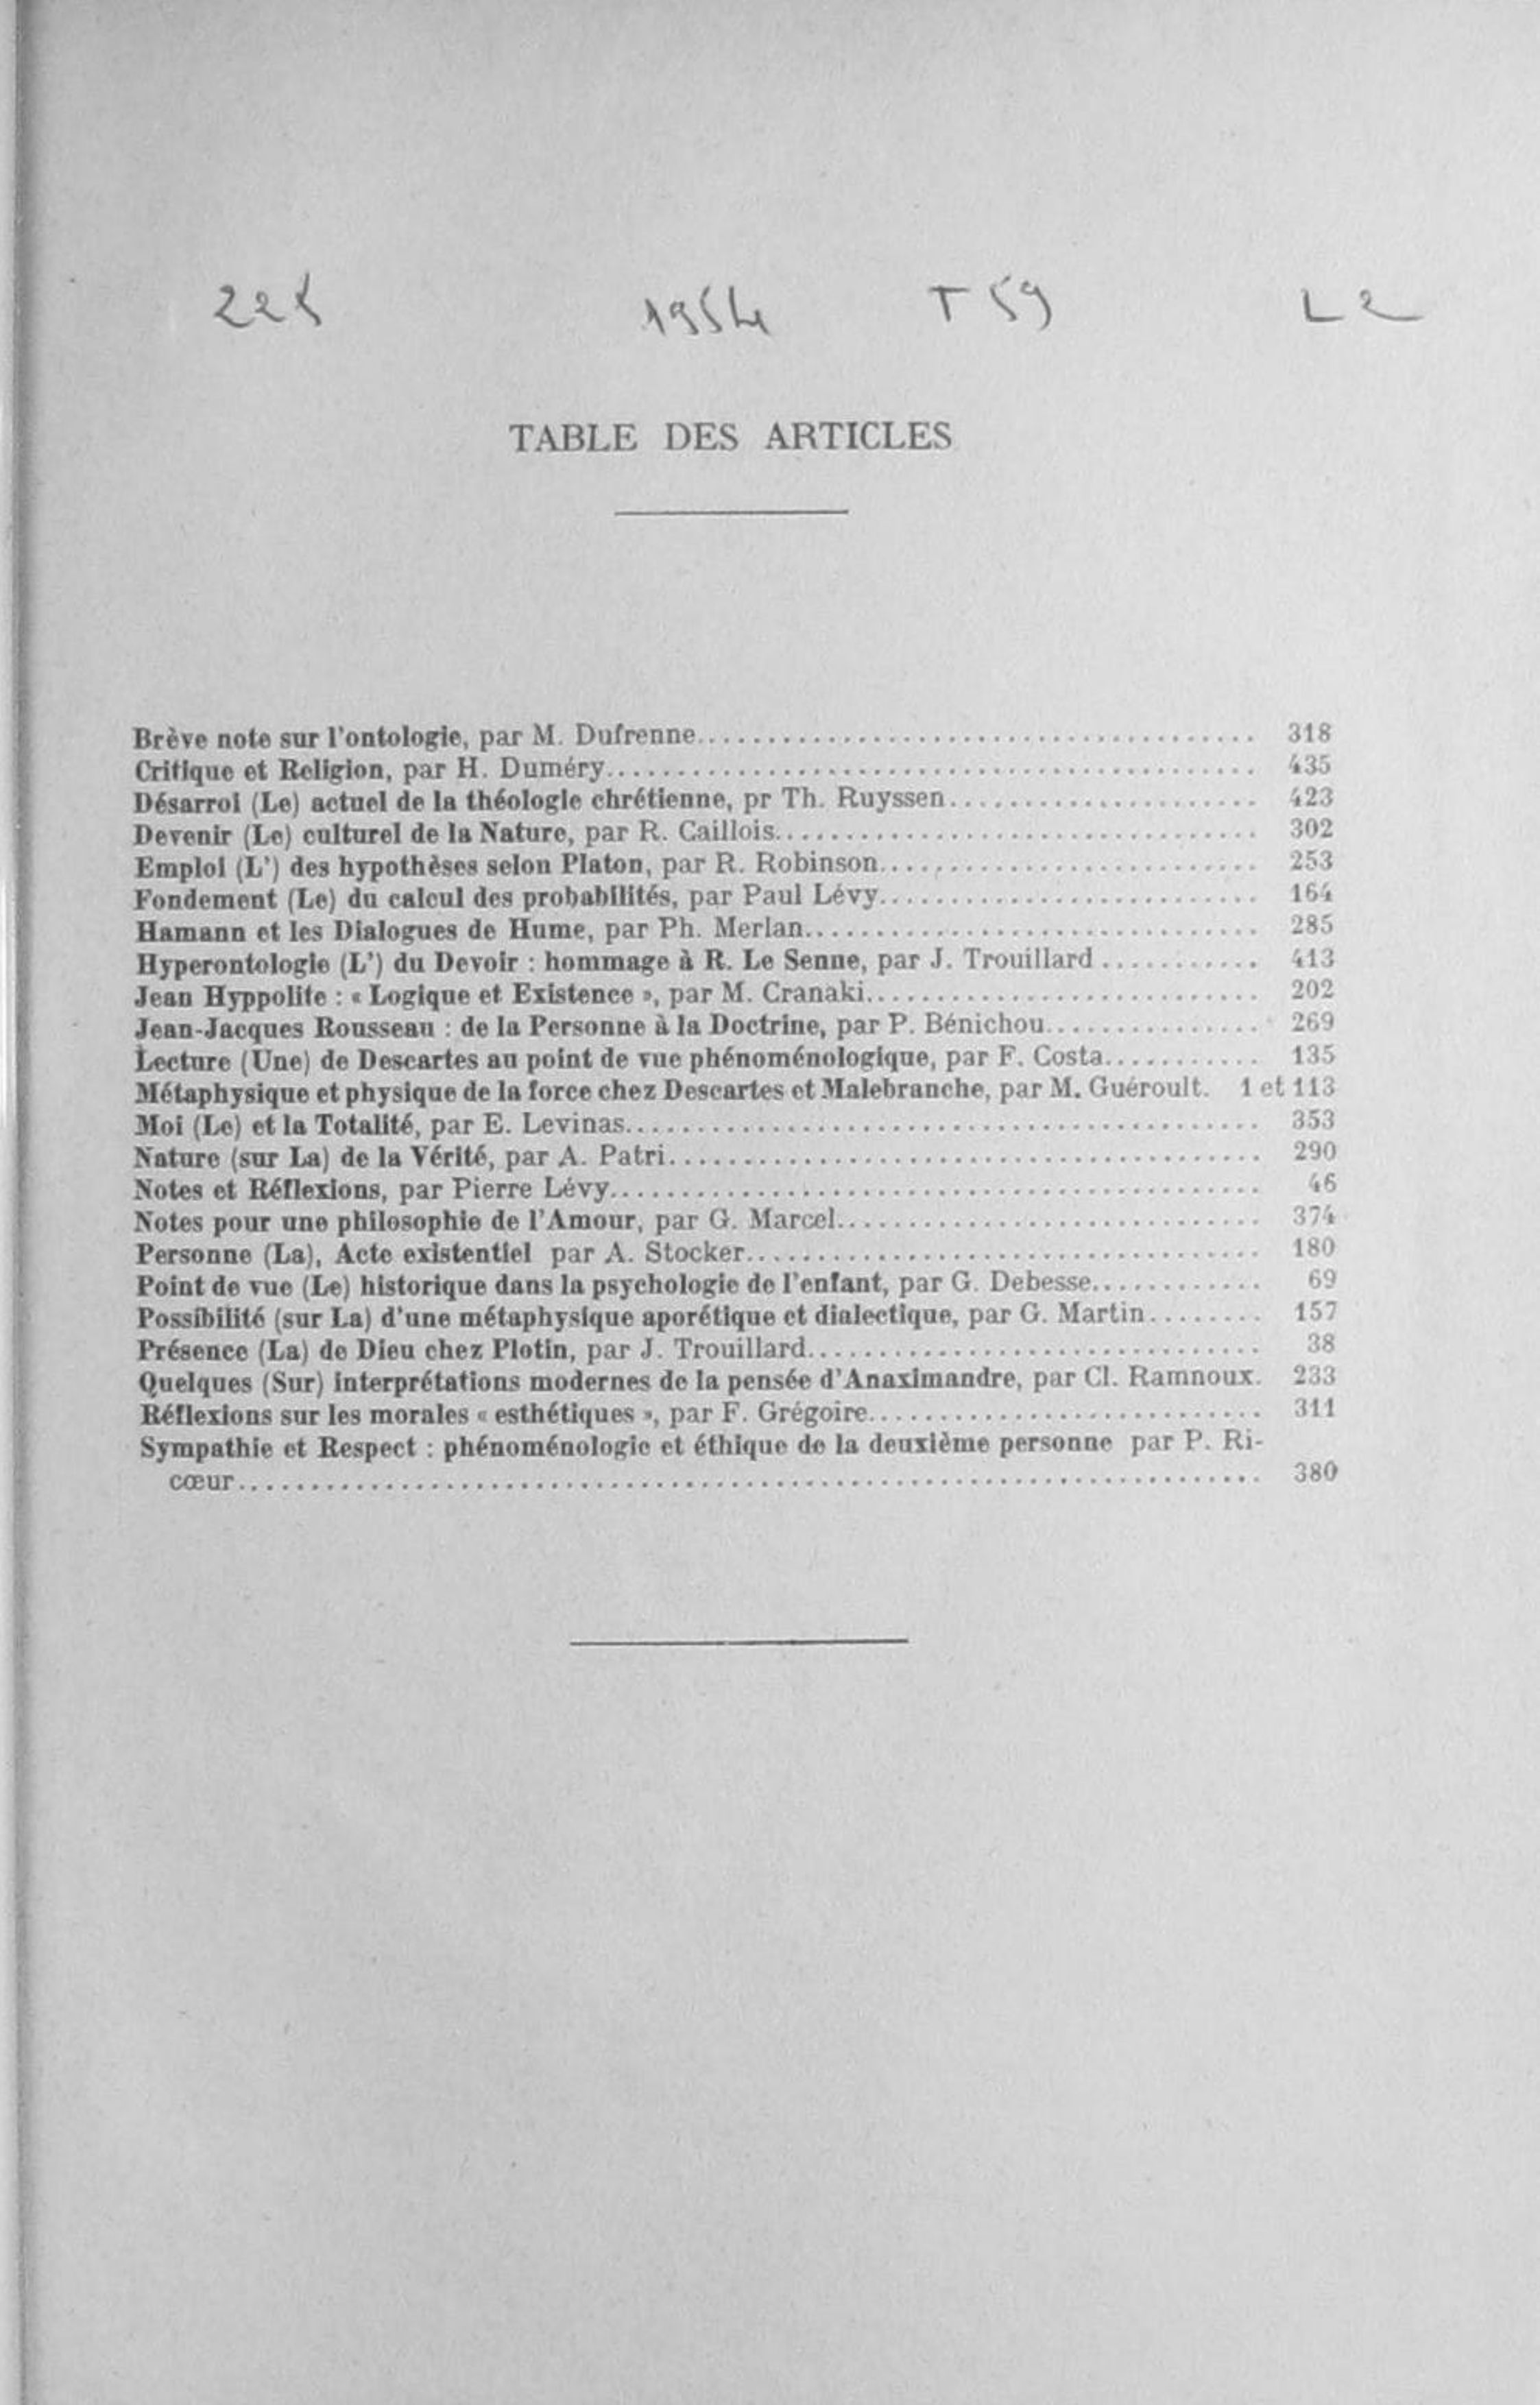 1954 T 59 L 2
TABLE DES ARTICLES
Brève note sur l'ontologie, par M. Dufrenne........................................ 318
Critique et Religion, par H. Duméry............................................... 435
Désarroi (Le) actuel de la théologie chrétienne, pr Th. Ruyssen...................... 423
Devenir (Le) culturel de la Nature, par R. Caillois.................................. 302
Emploi (L') des hypothèses selon Platon, par R. Robinson........................... 253
Fondement (Le) du calcul des probabilités, par Paul Lévy........................... 164
Hamann et les Dialogues de Hume, par Ph. Merlan................................ 285
Hyperontologie (L') du Devoir : hommage à R. Le Senne, par J. Trouillard ........... 413
Jean Hyppolite : « Logique et Existence », par M. Cranaki............................ 202
Jean-Jacques Rousseau : de la Personne à la Doctrine, par P. Bénichou............... 269
Lecture (Une) de Descartes au point de vue phénoménologique, par F. Costa........... 135
Métaphysique et physique de la force chez Descartes et Malebranche, par M. Guéroult. 1 et 113
Moi (Le) et la Totalité, par E. Levinas............................................. 353
Nature (sur La) de la Vérité, par A. Patri.......................................... 290
Notes et Réflexions, par Pierre Lévy.............................................. 46
Notes pour une philosophie de l'Amour, par G. Marcel.............................. 374
Personne (La), Acte existentiel par A. Stocker.................................... 180
Point de vue (Le) historique dans la psychologie de l'enfant, par G. Debesse............ 69
Possibilité (sur La) d'une métaphysique aporétique et dialectique, par G. Martin........ 157
Présence (La) de Dieu chez Plotin, par J. Trouillard................................ 38
Quelques (Sur) interprétations modernes de la pensée d'Anaximandre, par Cl. Ramnoux. 233
Réflexions sur les morales « esthétiques », par F. Grégoire............................ 311
Sympathie et Respect : phénoménologie et éthique de la deuxième personne par P. Ri-
cœur........................................................................ 380